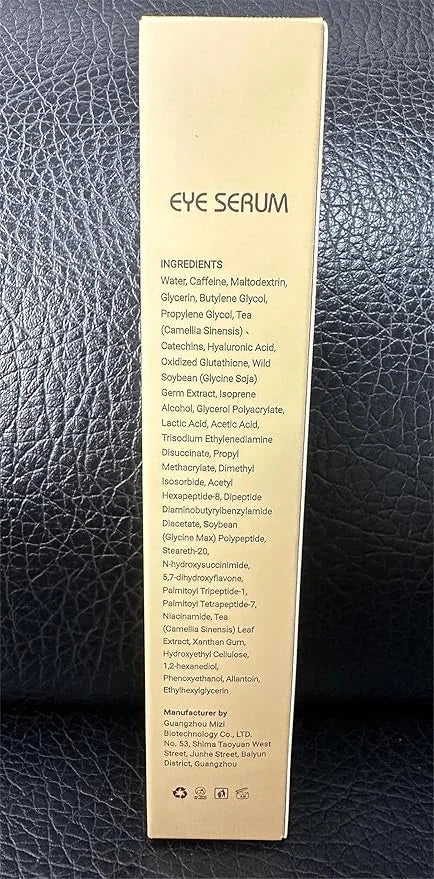 EYE SERUM
INGREDIENTS
Water, Caffeine, Maltodextrin,
Glycerin, Butylene Glycol,
Propylene Glycol, Tea
(Camellia Sinensis) 、
Catechins, Hyaluronic Acid,
Oxidized Glutathione, Wild
Soybean (Glycine Soja)
Germ Extract, Isoprene
Alcohol, Glycerol Polyacrylate,
Lactic Acid, Acetic Acid,
Trisodium Ethylenediamine
Disuccinate, Propyl
Methacrylate, Dimethyl
Isosorbide, Acetyl
Hexapeptide-8, Dipeptide
Diaminobutyrylbenzylamide
Diacetate, Soybean
(Glycine Max) Polypeptide,
Steareth-20,
N-hydroxysuccinimide,
5,7-dihydroxyflavone,
Palmitoyl Tripeptide-1,
Palmitoyl Tetrapeptide-7,
Niacinamide, Tea
(Camellia Sinensis) Leaf
Extract, Xanthan Gum,
Hydroxyethyl Cellulose,
1,2-hexanediol,
Phenoxyethanol, Allantoin,
Ethylhexylglycerin
Manufacturer by
Guangzhou Mizi
Biotechnology Co., LTD.
No. 53, Shima Taoyuan West
Street, Junhe Street, Baiyun
District, Guangzhou